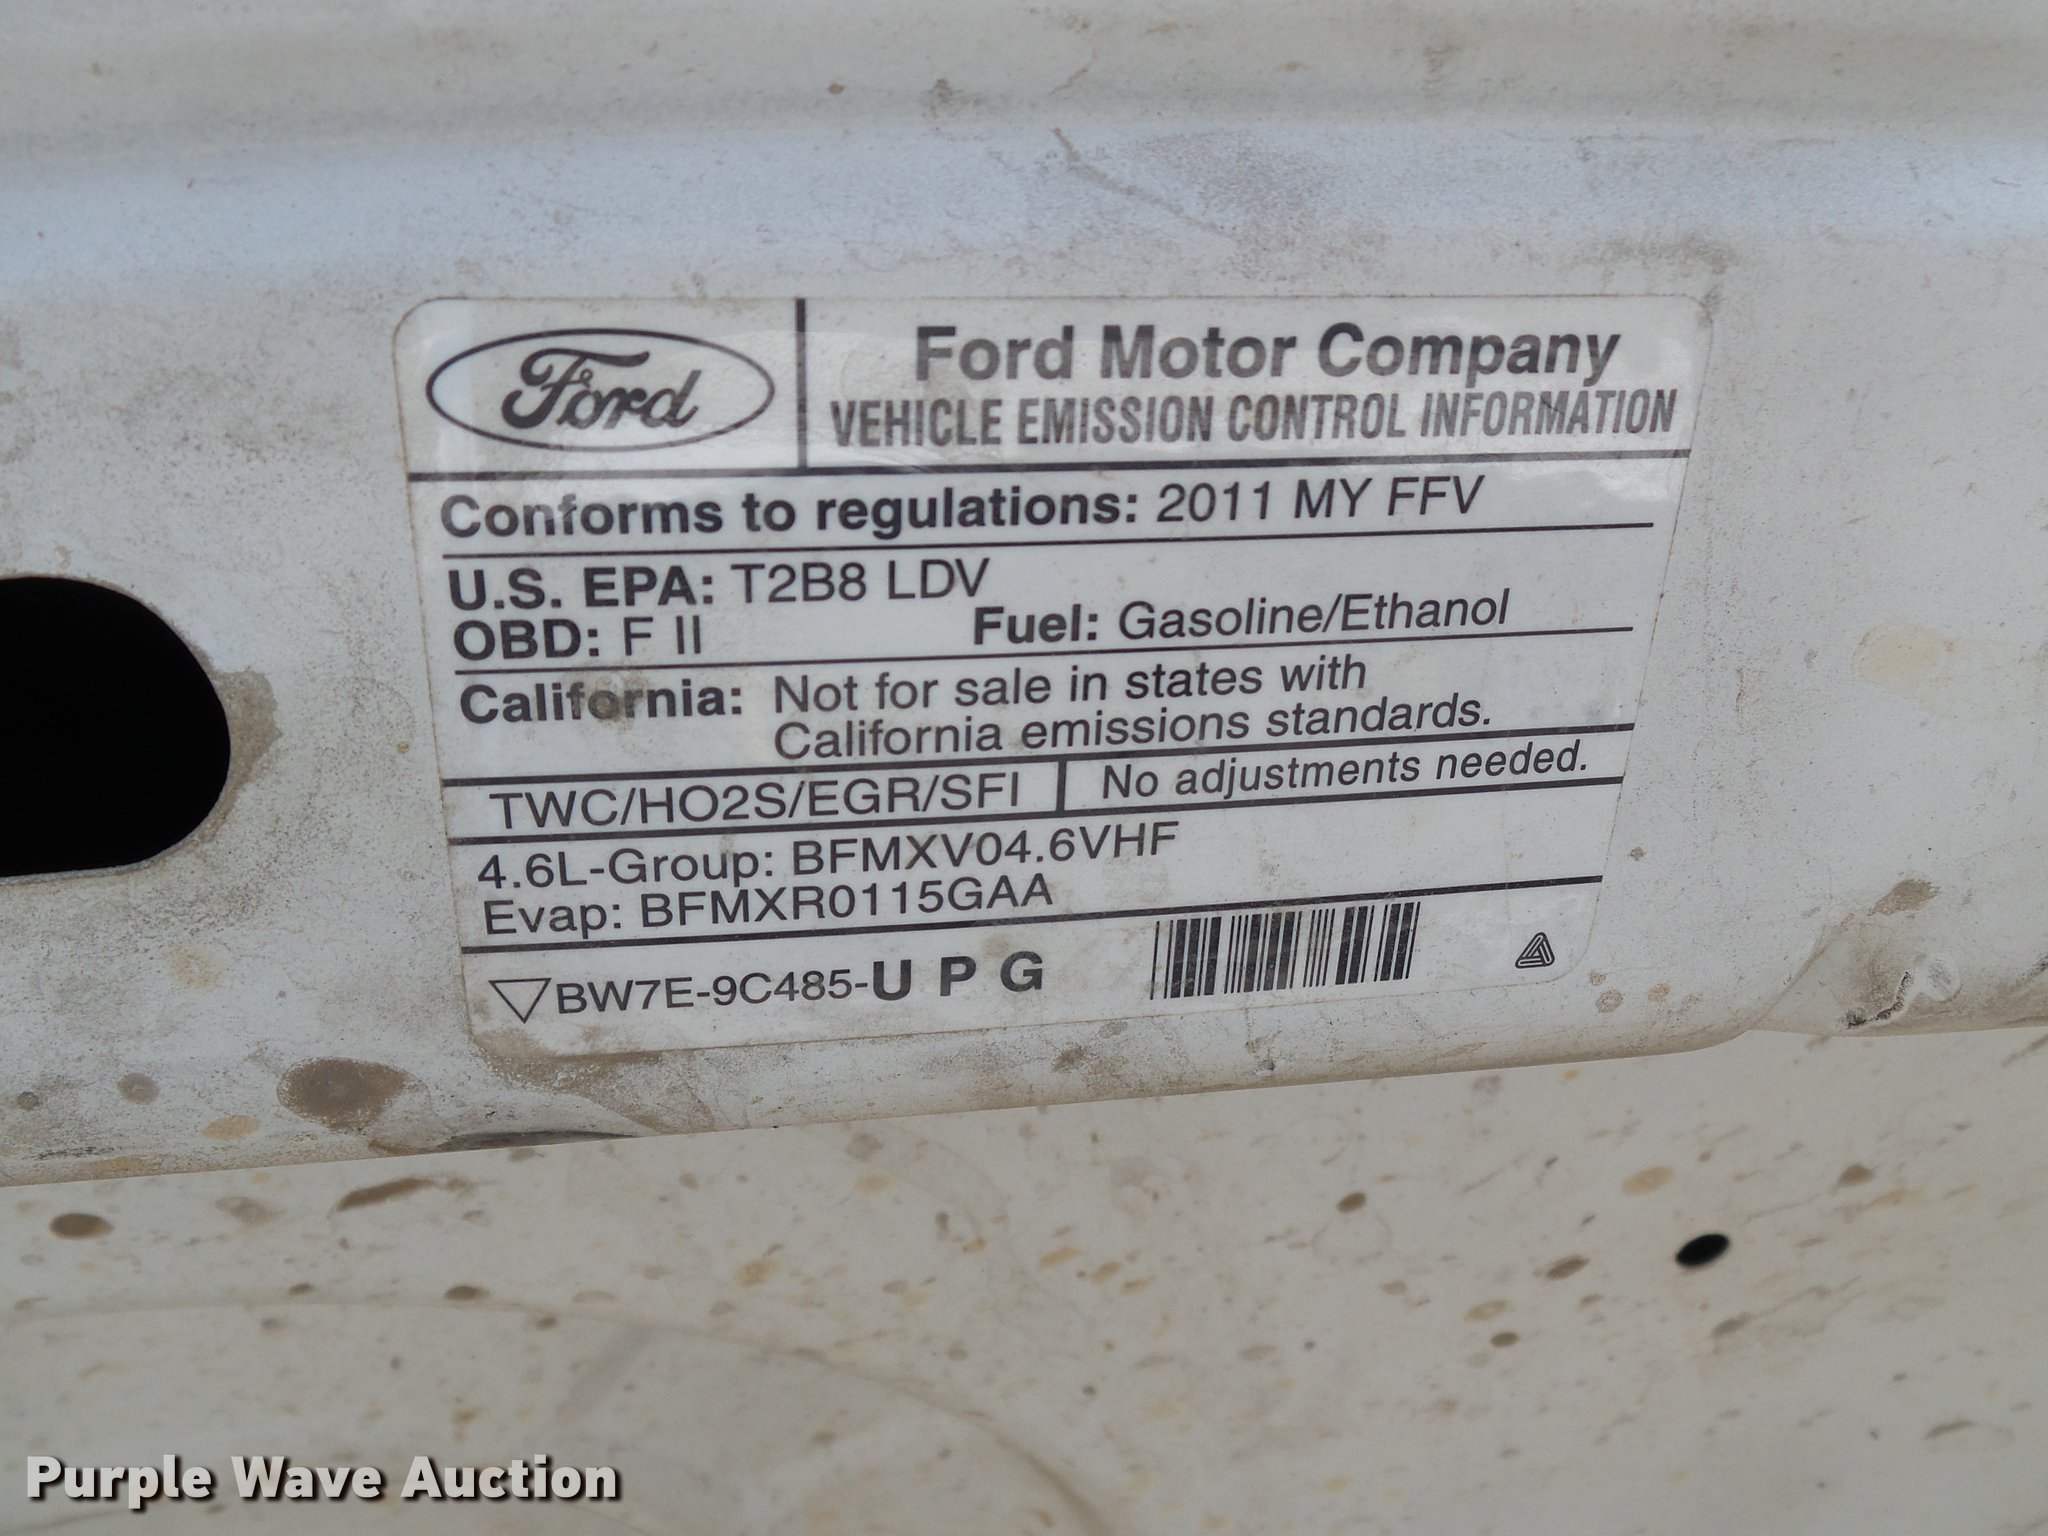 Ford
Ford Motor Company
VEHICLE EMISSION CONTROL INFORMATION
Conforms to regulations: 2011 MY FFV
U.S. EPA: T2B8 LDV
OBD: F II Fuel: Gasoline/Ethanol
California: Not for sale in states with
California emissions standards.
TWC/HO2S/EGR/SFI No adjustments needed.
4.6L-Group: BFMXV04.6VHF
Evap: BFMXR0115GAA
BW7E-9C485-U P G
Purple Wave Auction